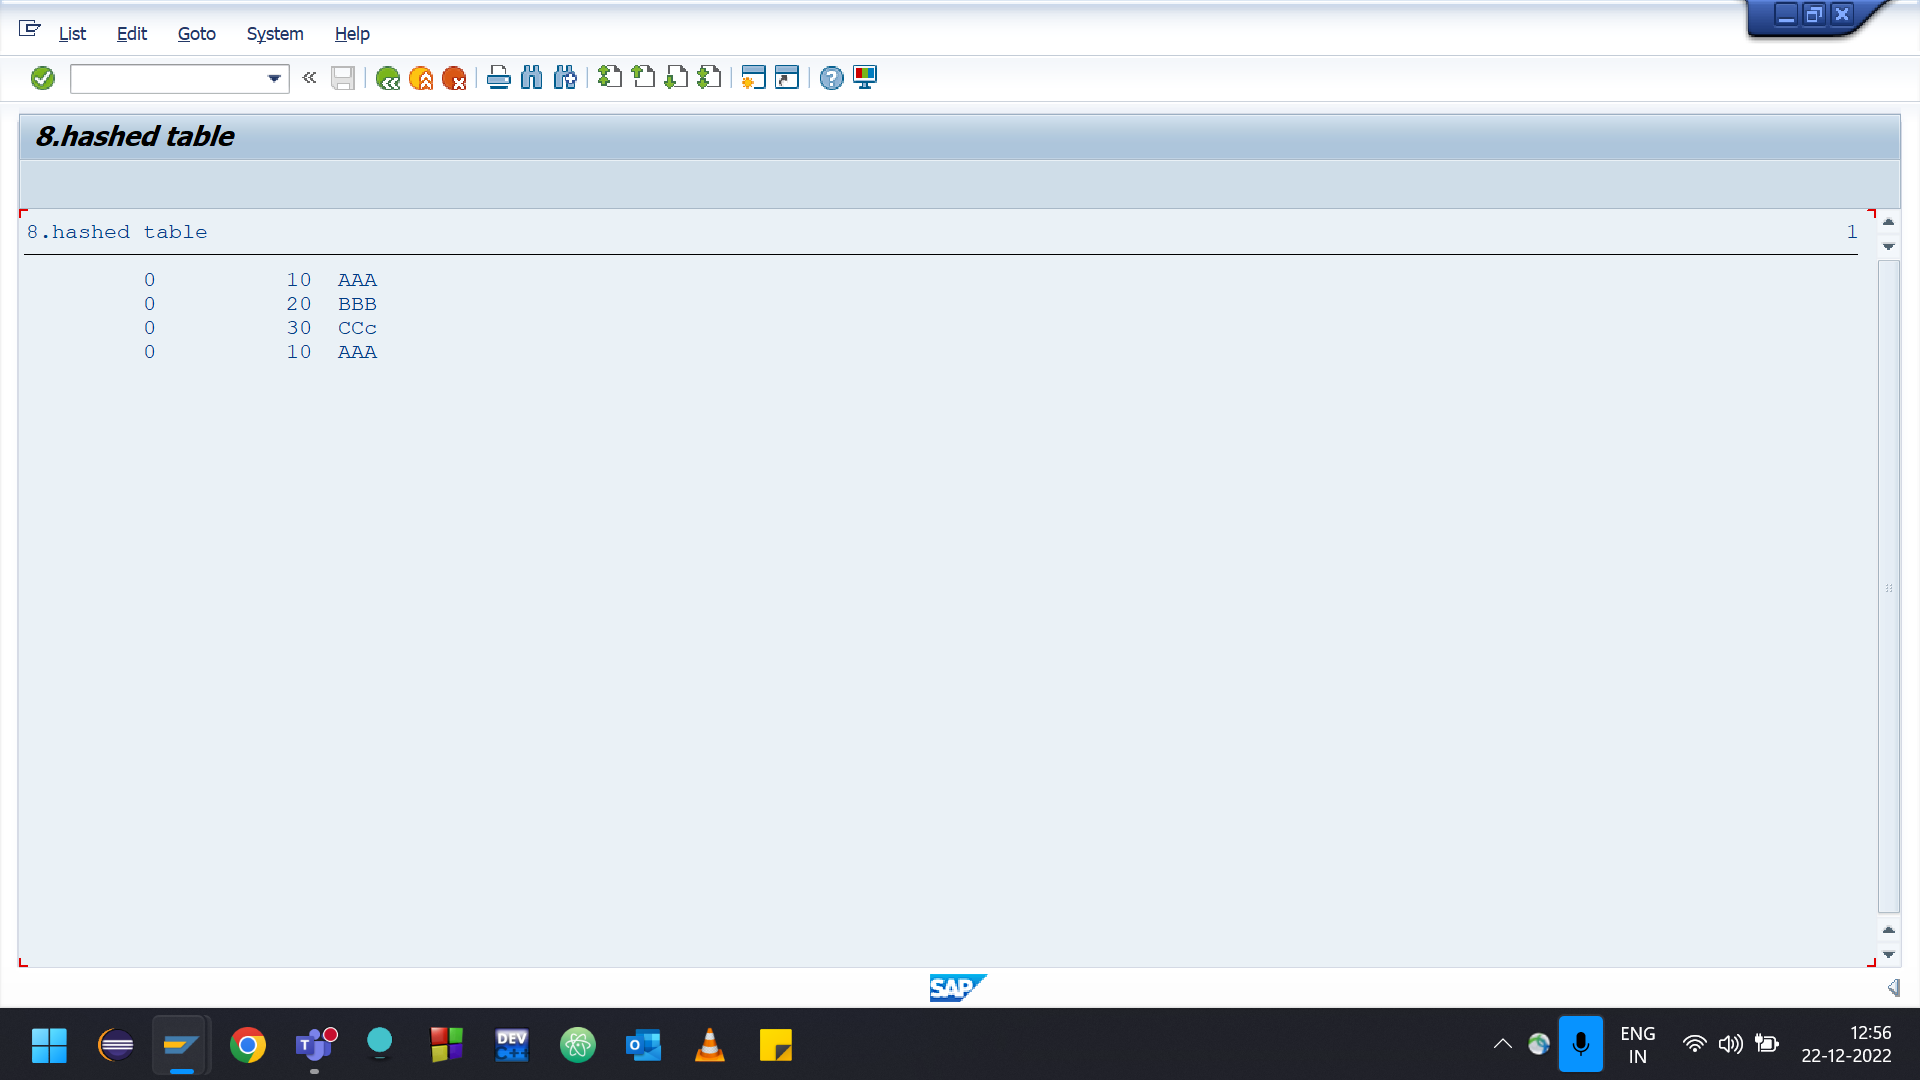 List Edit Goto System Help
8.hashed table
8.hashed table 1
0 10 AAA
0 20 BBB
0 30 CCc
0 10 AAA
SAP
T DEV C++ O
ENG 12:56
IN 22-12-2022